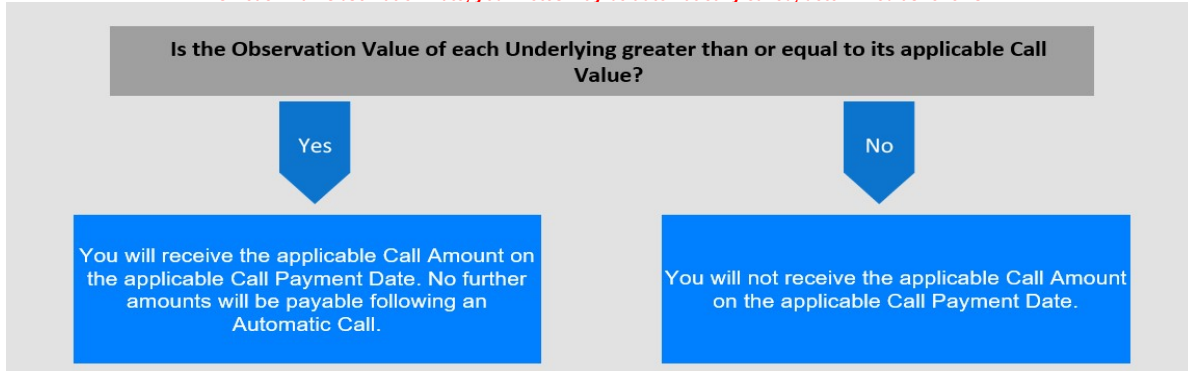 Is the Observation Value of each Underlying greater than or equal to its applicable Call
Value?
Yes
No
You will receive the applicable Call Amount on
the applicable Call Payment Date. No further
amounts will be payable following an
Automatic Call.
You will not receive the applicable Call Amount
on the applicable Call Payment Date.